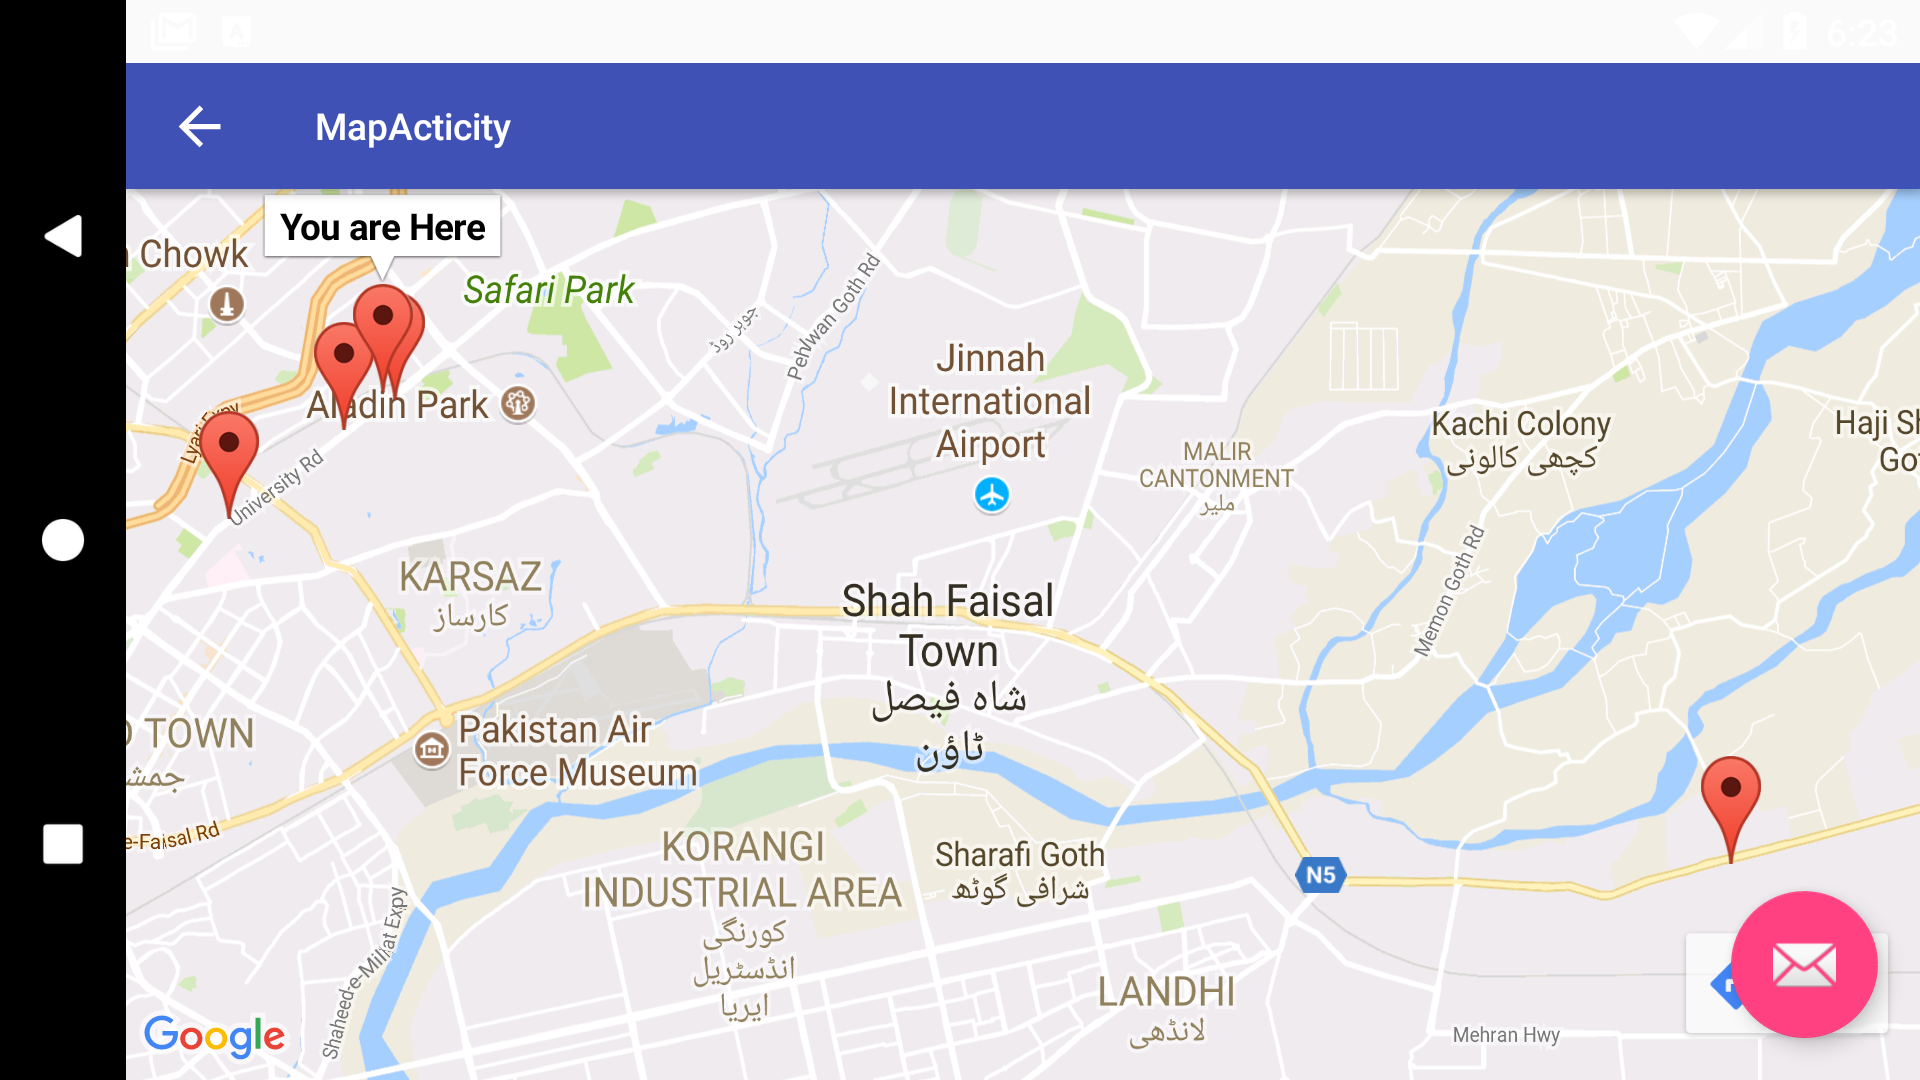 6:23
MapActicity
You are Here
Chowk
Safari Park
Pehlwan Goth Rd
جوہر روڈ
Jinnah
International
Airport
Aladin Park
Lyari Expy
University Rd
MALIR
CANTONMENT
ملیر
Kachi Colony
کچھی کالونی
Haji Sh
Got
Memon Goth Rd
KARSAZ
کارساز
Shah Faisal
Town
شاہ فیصل
ٹاؤن
TOWN
جمش
Pakistan Air
Force Museum
e-Faisal Rd
KORANGI
INDUSTRIAL AREA
کورنگی
انڈسٹریل
ایریا
Sharafi Goth
شرافی گوٹھ
N5
Shaheed-e-Millat Expy
LANDHI
لانڈھی
Mehran Hwy
Google